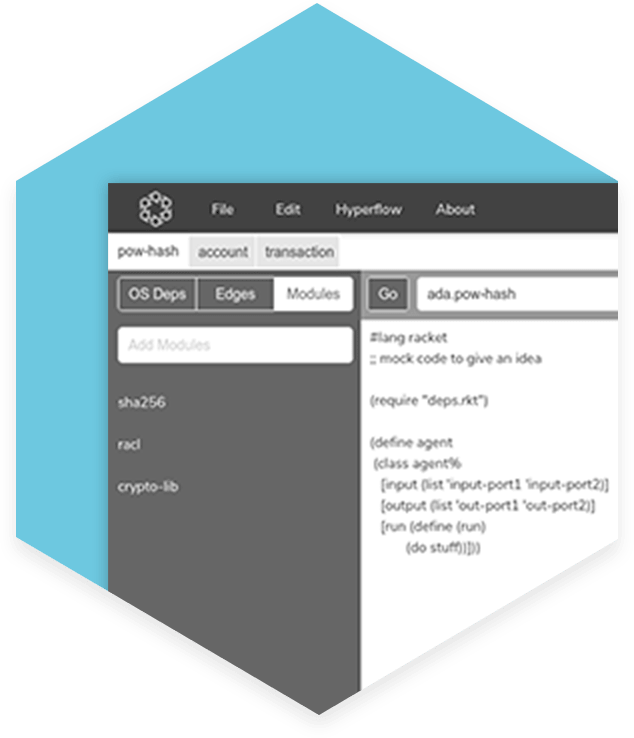 File Edit Hyperflow About
pow-hash account transaction
OS Deps Edges Modules
Go ada.pow-hash
Add Modules
sha256
racl
crypto-lib
#lang racket
;; mock code to give an idea
(require "deps.rkt")
(define agent
(class agent%
[input (list 'input-port1 'input-port2)]
[output (list 'out-port1 'out-port2)]
[run (define (run)
(do stuff))]))